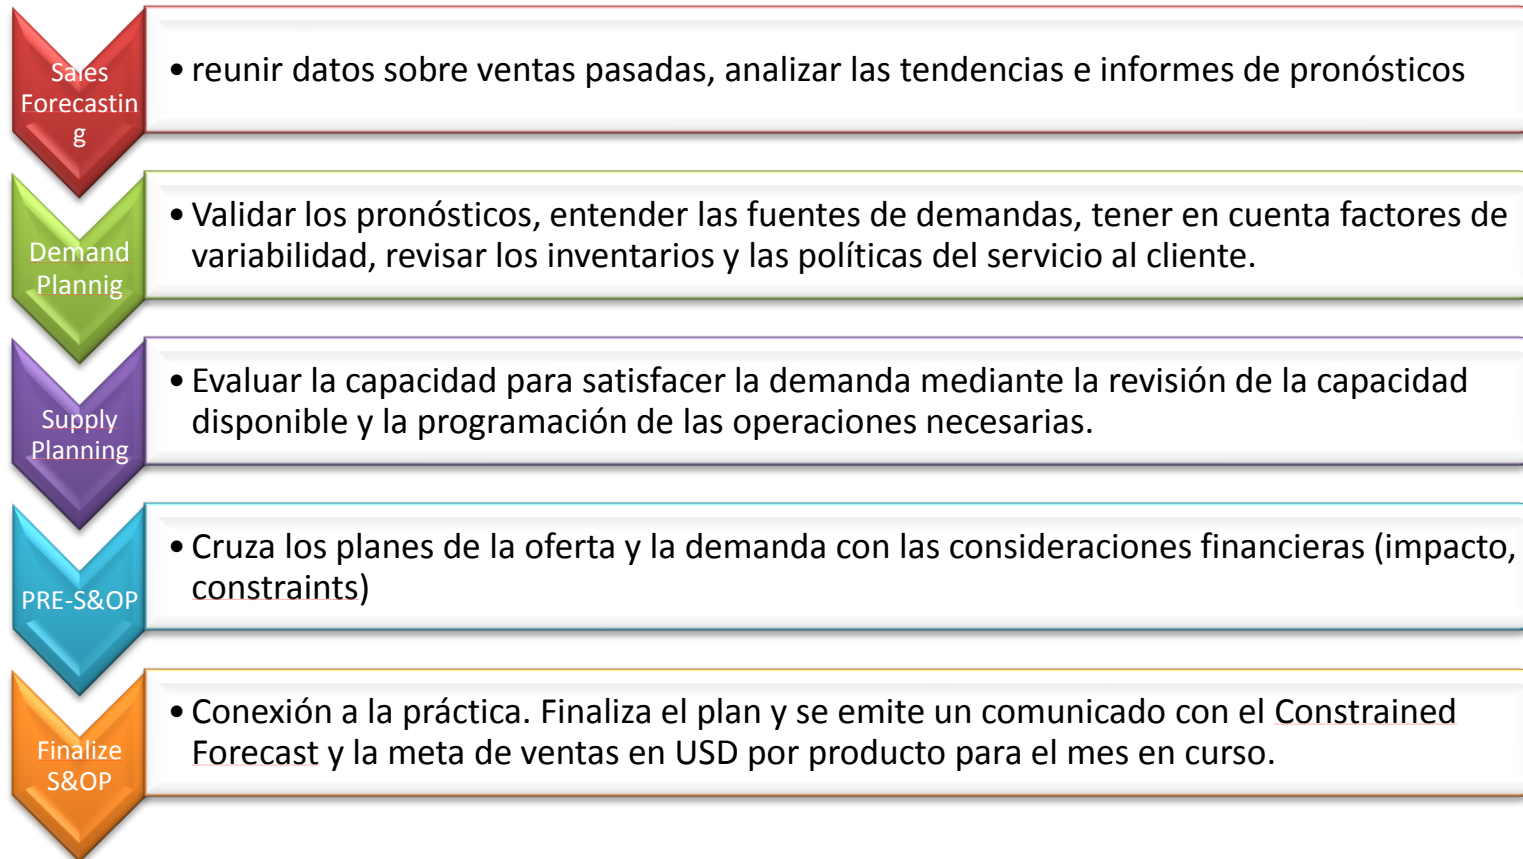 Sales
Forecastin
g
• reunir datos sobre ventas pasadas, analizar las tendencias e informes de pronósticos
Demand
Plannig
• Validar los pronósticos, entender las fuentes de demandas, tener en cuenta factores de
variabilidad, revisar los inventarios y las políticas del servicio al cliente.
Supply
Planning
• Evaluar la capacidad para satisfacer la demanda mediante la revisión de la capacidad
disponible y la programación de las operaciones necesarias.
PRE-S&OP
• Cruza los planes de la oferta y la demanda con las consideraciones financieras (impacto,
constraints)
Finalize
S&OP
• Conexión a la práctica. Finaliza el plan y se emite un comunicado con el Constrained
Forecast y la meta de ventas en USD por producto para el mes en curso.